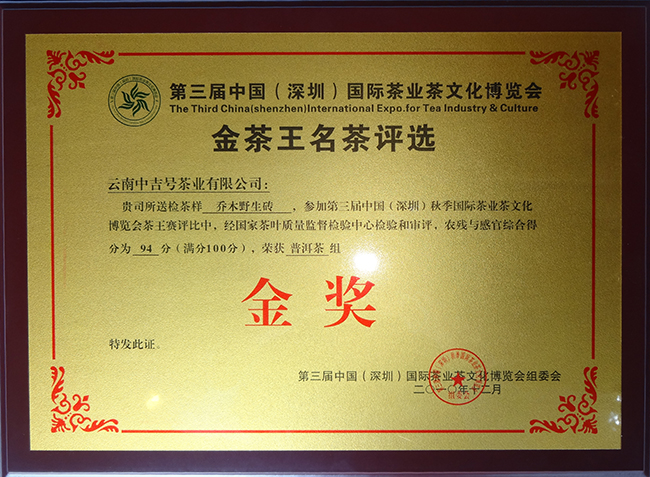 第三届中国（深圳）国际茶业茶文化博览会
The Third China(shenzhen)International Expo.for Tea Industry & Culture
金茶王名茶评选
云南中吉号茶业有限公司：
贵司所送检茶样 乔木野生砖 ，参加第三届中国（深圳）秋季国际茶业茶文化
博览会茶王赛评比中，经国家茶叶质量监督检验中心检验和审评，农残与感官综合得
分为 94 分（满分100分），荣获 普洱茶 组
金奖
特发此证。
第三届中国（深圳）国际茶业茶文化博览会组委会
二〇一〇年十二月
组委会